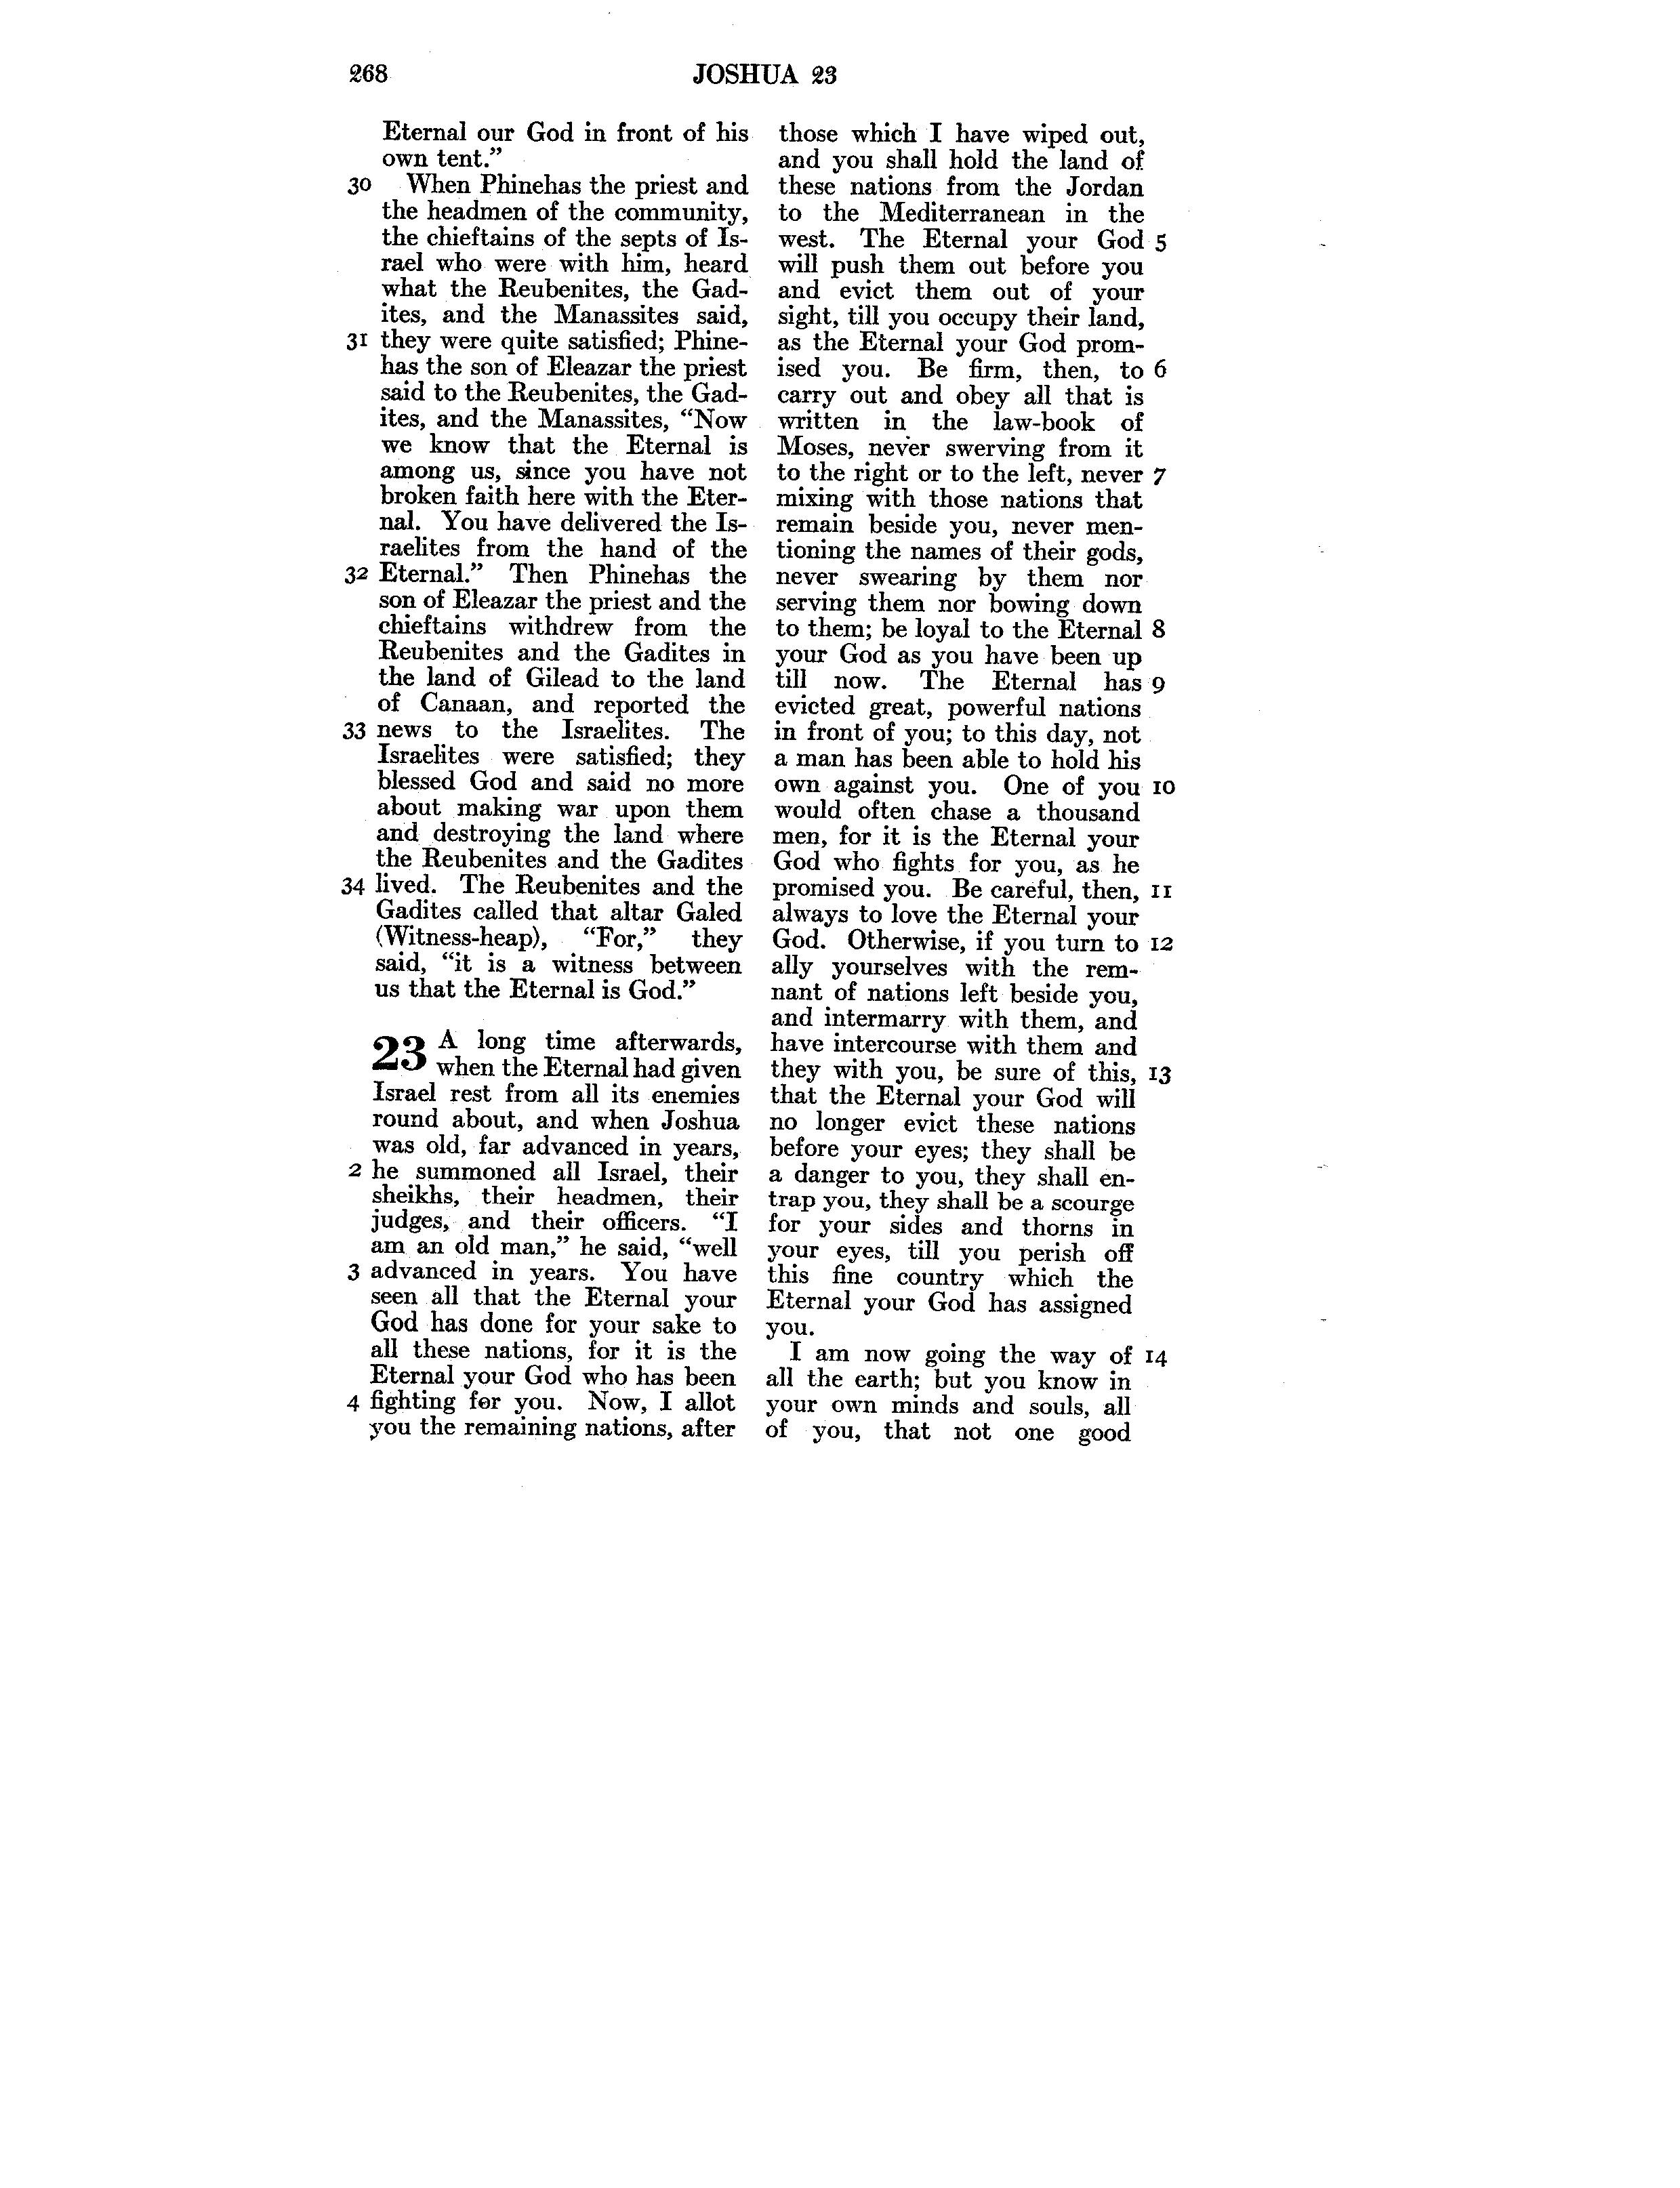 268 JOSHUA 23
Eternal our God in front of his
own tent.”
30 When Phinehas the priest and
the headmen of the community,
the chieftains of the septs of Is-
rael who were with him, heard
what the Reubenites, the Gad-
ites, and the Manassites said,
31 they were quite satisfied; Phine-
has the son of Eleazar the priest
said to the Reubenites, the Gad-
ites, and the Manassites, “Now
we know that the Eternal is
among us, since you have not
broken faith here with the Eter-
nal. You have delivered the Is-
raelites from the hand of the
32 Eternal.” Then Phinehas the
son of Eleazar the priest and the
chieftains withdrew from the
Reubenites and the Gadites in
the land of Gilead to the land
of Canaan, and reported the
33 news to the Israelites. The
Israelites were satisfied; they
blessed God and said no more
about making war upon them
and destroying the land where
the Reubenites and the Gadites
34 lived. The Reubenites and the
Gadites called that altar Galed
(Witness-heap), “For,” they
said, “it is a witness between
us that the Eternal is God.”
23 A long time afterwards,
when the Eternal had given
Israel rest from all its enemies
round about, and when Joshua
was old, far advanced in years,
2 he summoned all Israel, their
sheikhs, their headmen, their
judges, and their officers. “I
am an old man,” he said, “well
3 advanced in years. You have
seen all that the Eternal your
God has done for your sake to
all these nations, for it is the
Eternal your God who has been
4 fighting for you. Now, I allot
you the remaining nations, after
those which I have wiped out,
and you shall hold the land of
these nations from the Jordan
to the Mediterranean in the
west. The Eternal your God 5
will push them out before you
and evict them out of your
sight, till you occupy their land,
as the Eternal your God prom-
ised you. Be firm, then, to 6
carry out and obey all that is
written in the law-book of
Moses, never swerving from it
to the right or to the left, never 7
mixing with those nations that
remain beside you, never men-
tioning the names of their gods,
never swearing by them nor
serving them nor bowing down
to them; be loyal to the Eternal 8
your God as you have been up
till now. The Eternal has 9
evicted great, powerful nations
in front of you; to this day, not
a man has been able to hold his
own against you. One of you 10
would often chase a thousand
men, for it is the Eternal your
God who fights for you, as he
promised you. Be careful, then, 11
always to love the Eternal your
God. Otherwise, if you turn to 12
ally yourselves with the rem-
nant of nations left beside you,
and intermarry with them, and
have intercourse with them and
they with you, be sure of this, 13
that the Eternal your God will
no longer evict these nations
before your eyes; they shall be
a danger to you, they shall en-
trap you, they shall be a scourge
for your sides and thorns in
your eyes, till you perish off
this fine country which the
Eternal your God has assigned
you.
I am now going the way of 14
all the earth; but you know in
your own minds and souls, all
of you, that not one good